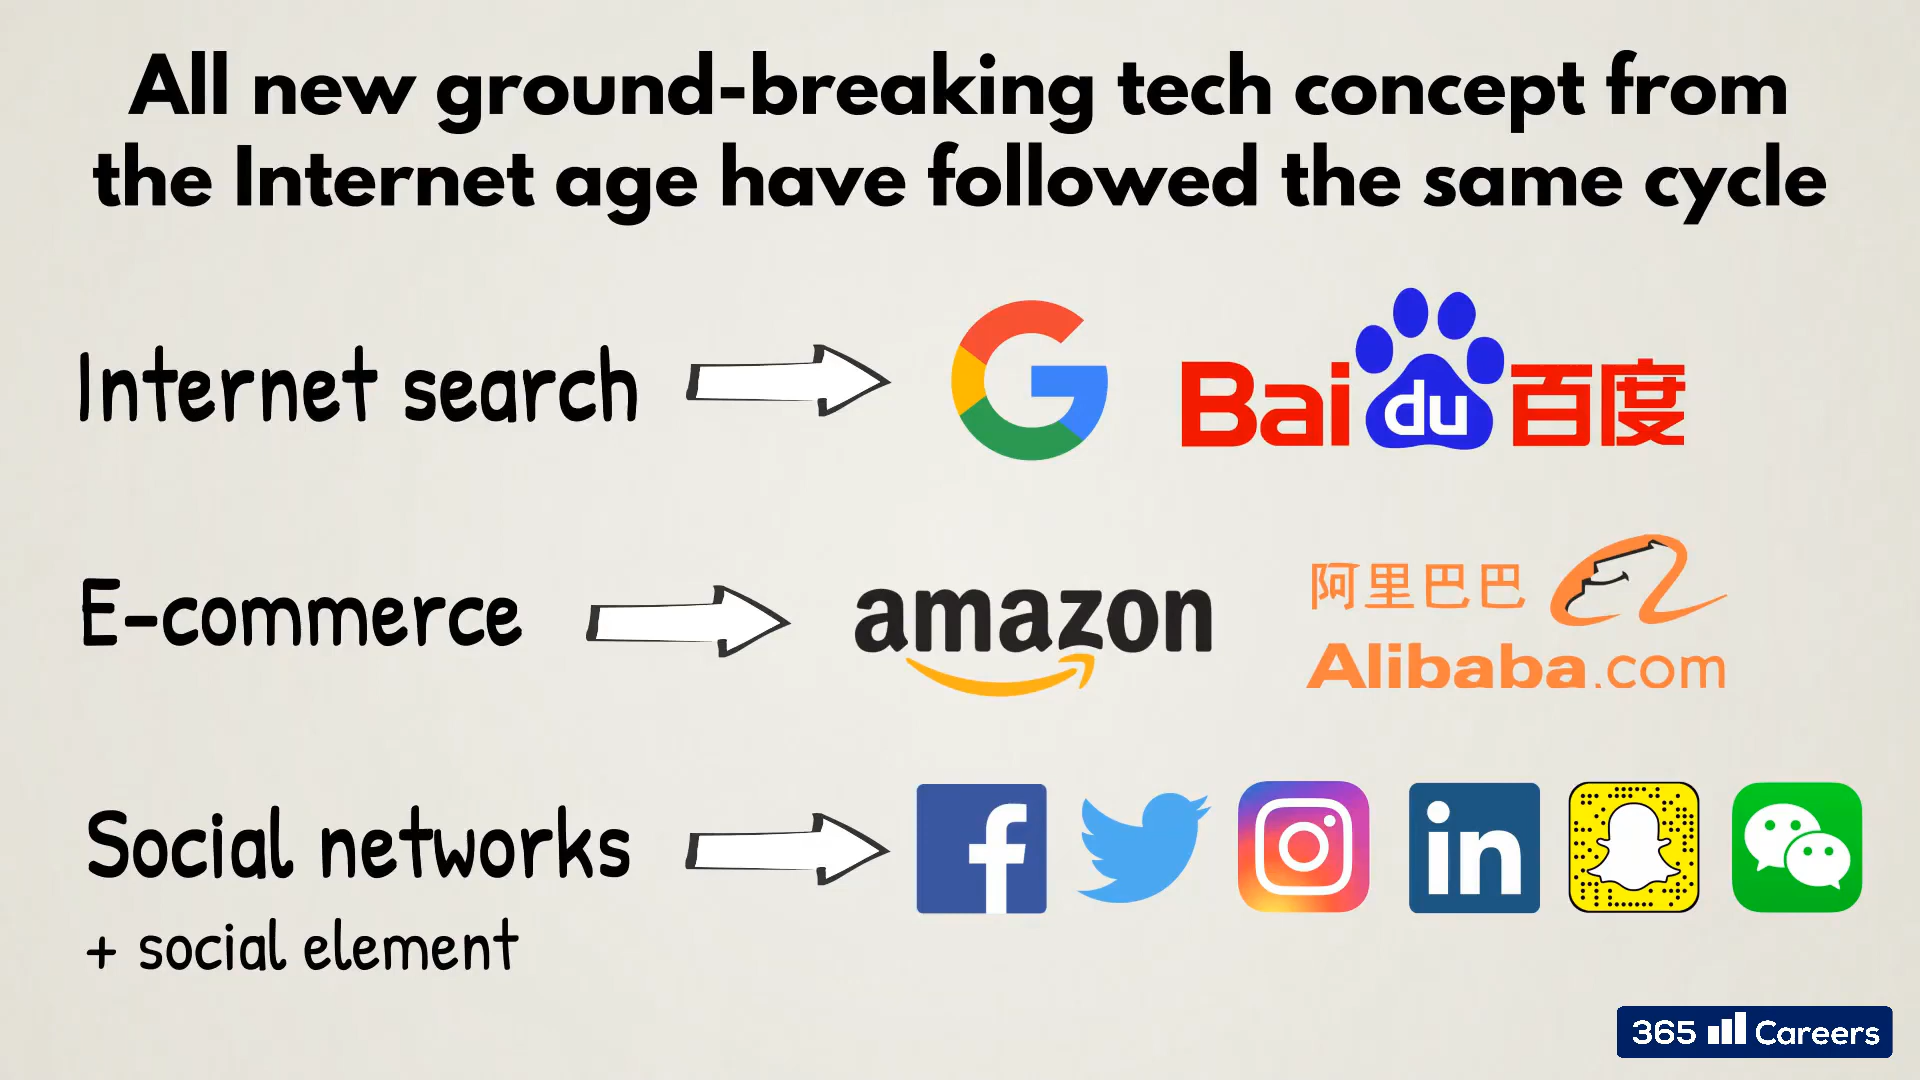 All new ground-breaking tech concept from
the Internet age have followed the same cycle
Internet search
Baidu百度
E-commerce
amazon
阿里巴巴
Alibaba.com
Social networks
in
+ social element
365 Careers